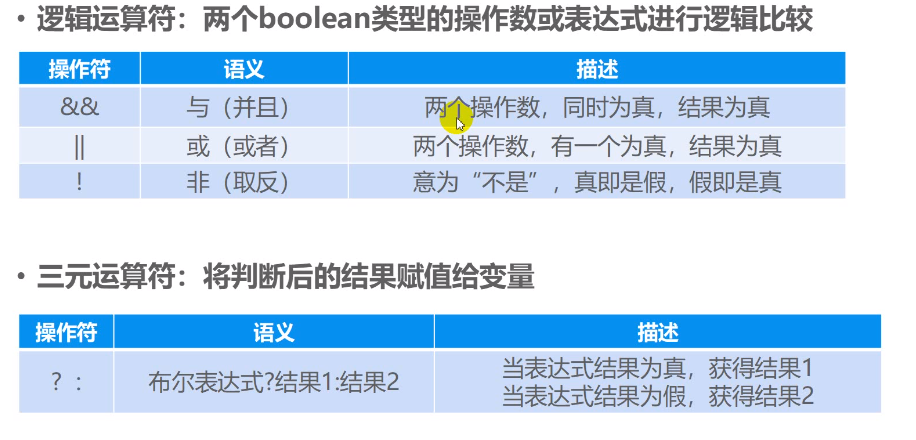 • 逻辑运算符：两个boolean类型的操作数或表达式进行逻辑比较
操作符 语义 描述
&& 与（并且） 两个操作数，同时为真，结果为真
|| 或（或者） 两个操作数，有一个为真，结果为真
! 非（取反） 意为“不是”，真即是假，假即是真
• 三元运算符：将判断后的结果赋值给变量
操作符 语义 描述
? : 布尔表达式?结果1:结果2 当表达式结果为真，获得结果1
当表达式结果为假，获得结果2